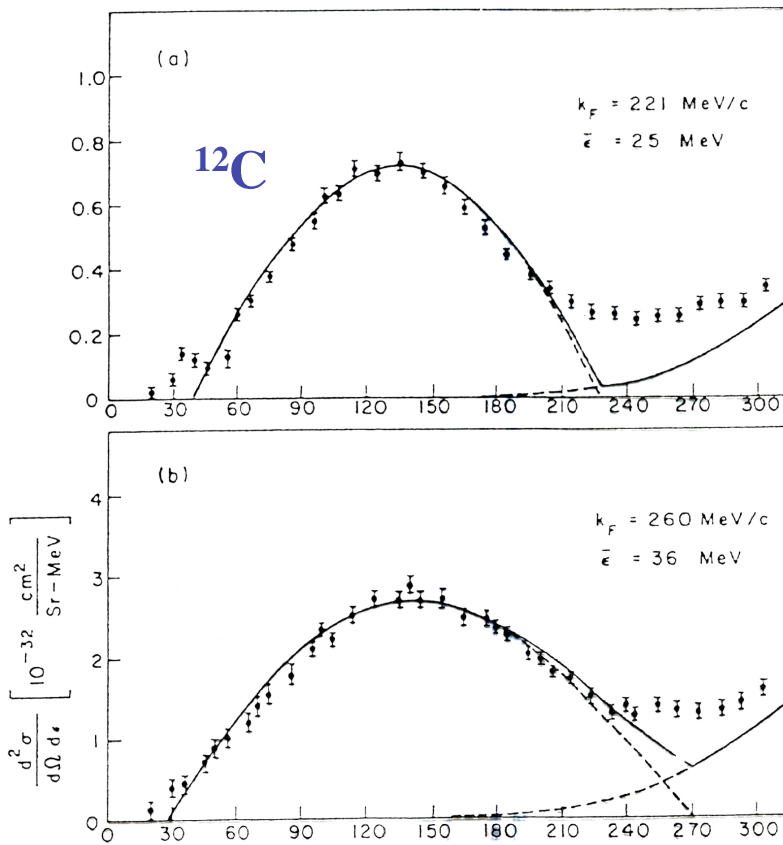 (a)
k_F = 221 MeV/c
ε̄ = 25 MeV
¹²C
1.0
0.8
0.6
0.4
0.2
0
0 30 60 90 120 150 180 210 240 270 300
(b)
k_F = 260 MeV/c
ε̄ = 36 MeV
4
3
2
1
0
0 30 60 90 120 150 180 210 240 270 300
d²σ/dΩ dε [10⁻³² cm²/Sr-MeV]